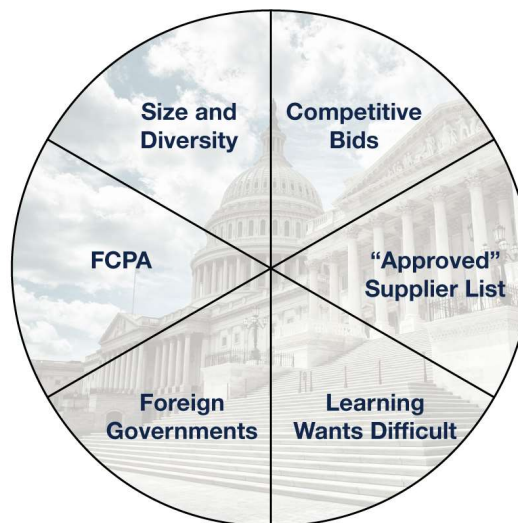 Size and
Diversity
Competitive
Bids
FCPA
“Approved”
Supplier List
Foreign
Governments
Learning
Wants Difficult